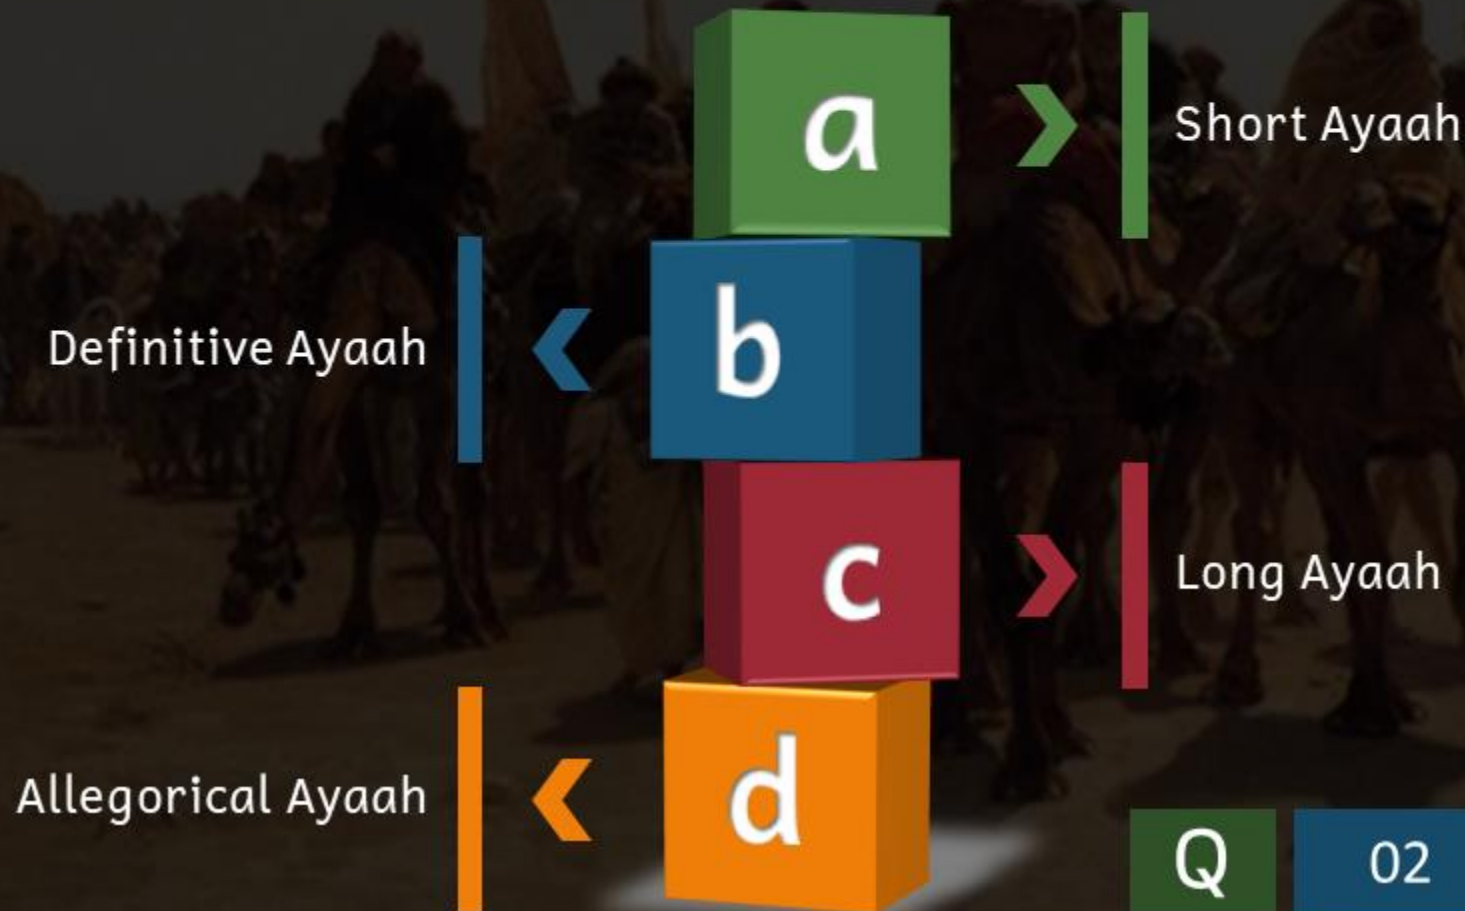 a
Short Ayaah
b
Definitive Ayaah
c
Long Ayaah
d
Allegorical Ayaah
Q 02